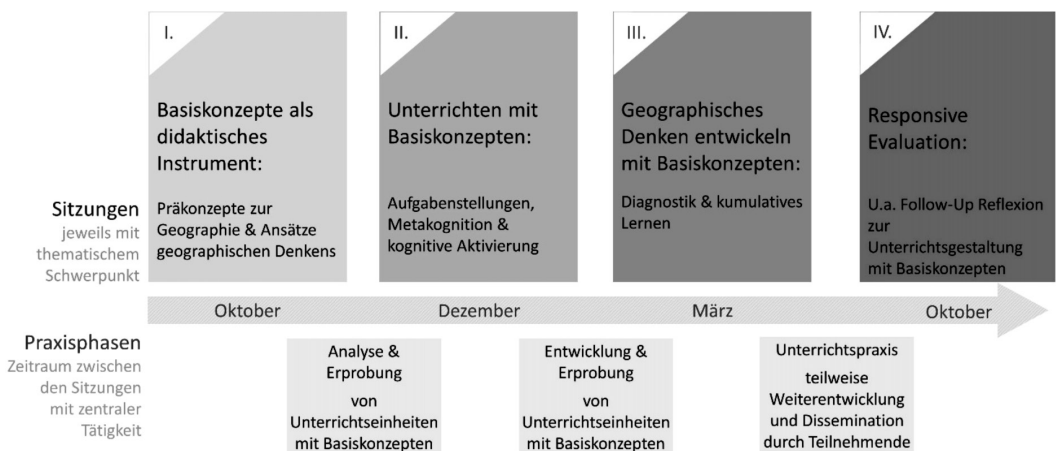 I.
Basiskonzepte als
didaktisches
Instrument:
Präkonzepte zur
Geographie & Ansätze
geographischen Denkens
II.
Unterrichten mit
Basiskonzepten:
Aufgabenstellungen,
Metakognition &
kognitive Aktivierung
III.
Geographisches
Denken entwickeln
mit Basiskonzepten:
Diagnostik & kumulatives
Lernen
IV.
Responsive
Evaluation:
U.a. Follow-Up Reflexion
zur
Unterrichtsgestaltung
mit Basiskonzepten
Sitzungen
jeweils mit
thematischem
Schwerpunkt
Oktober
Dezember
März
Oktober
Praxisphasen
Zeitraum zwischen
den Sitzungen
mit zentraler
Tätigkeit
Analyse &
Erprobung
von
Unterrichtseinheiten
mit Basiskonzepten
Entwicklung &
Erprobung
von
Unterrichtseinheiten
mit Basiskonzepten
Unterrichtspraxis
teilweise
Weiterentwicklung
und Dissemination
durch Teilnehmende